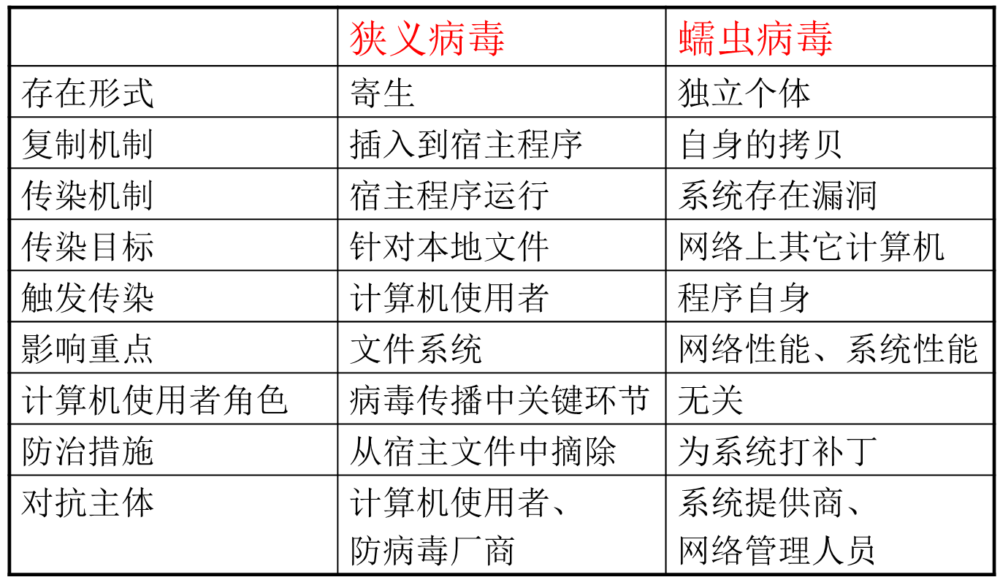 狭义病毒 蠕虫病毒
存在形式 寄生 独立个体
复制机制 插入到宿主程序 自身的拷贝
传染机制 宿主程序运行 系统存在漏洞
传染目标 针对本地文件 网络上其它计算机
触发传染 计算机使用者 程序自身
影响重点 文件系统 网络性能、系统性能
计算机使用者角色 病毒传播中关键环节 无关
防治措施 从宿主文件中摘除 为系统打补丁
对抗主体 计算机使用者、 系统提供商、
防病毒厂商 网络管理人员